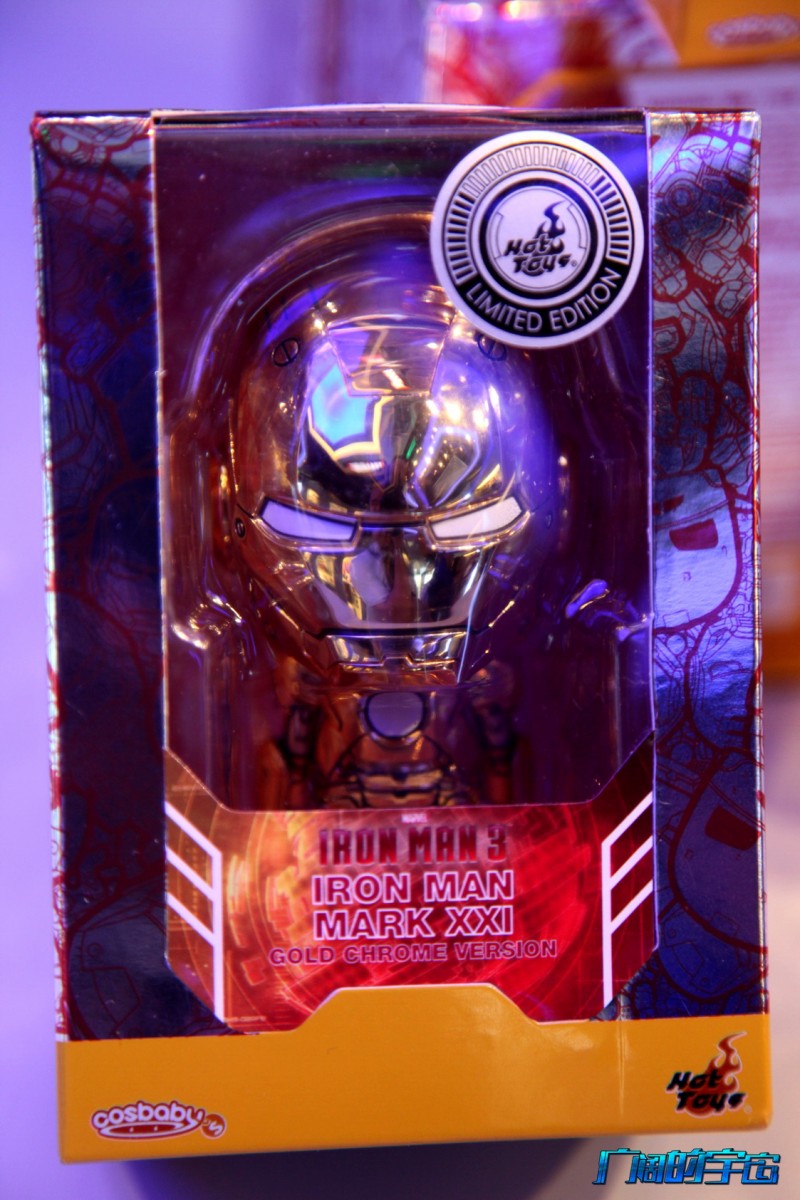 Hot
Toys
LIMITED EDITION
MARVEL
IRON MAN 3
IRON MAN
MARK XXI
GOLD CHROME VERSION
cosbaby
S
Hot
Toys
广阔的宇宙